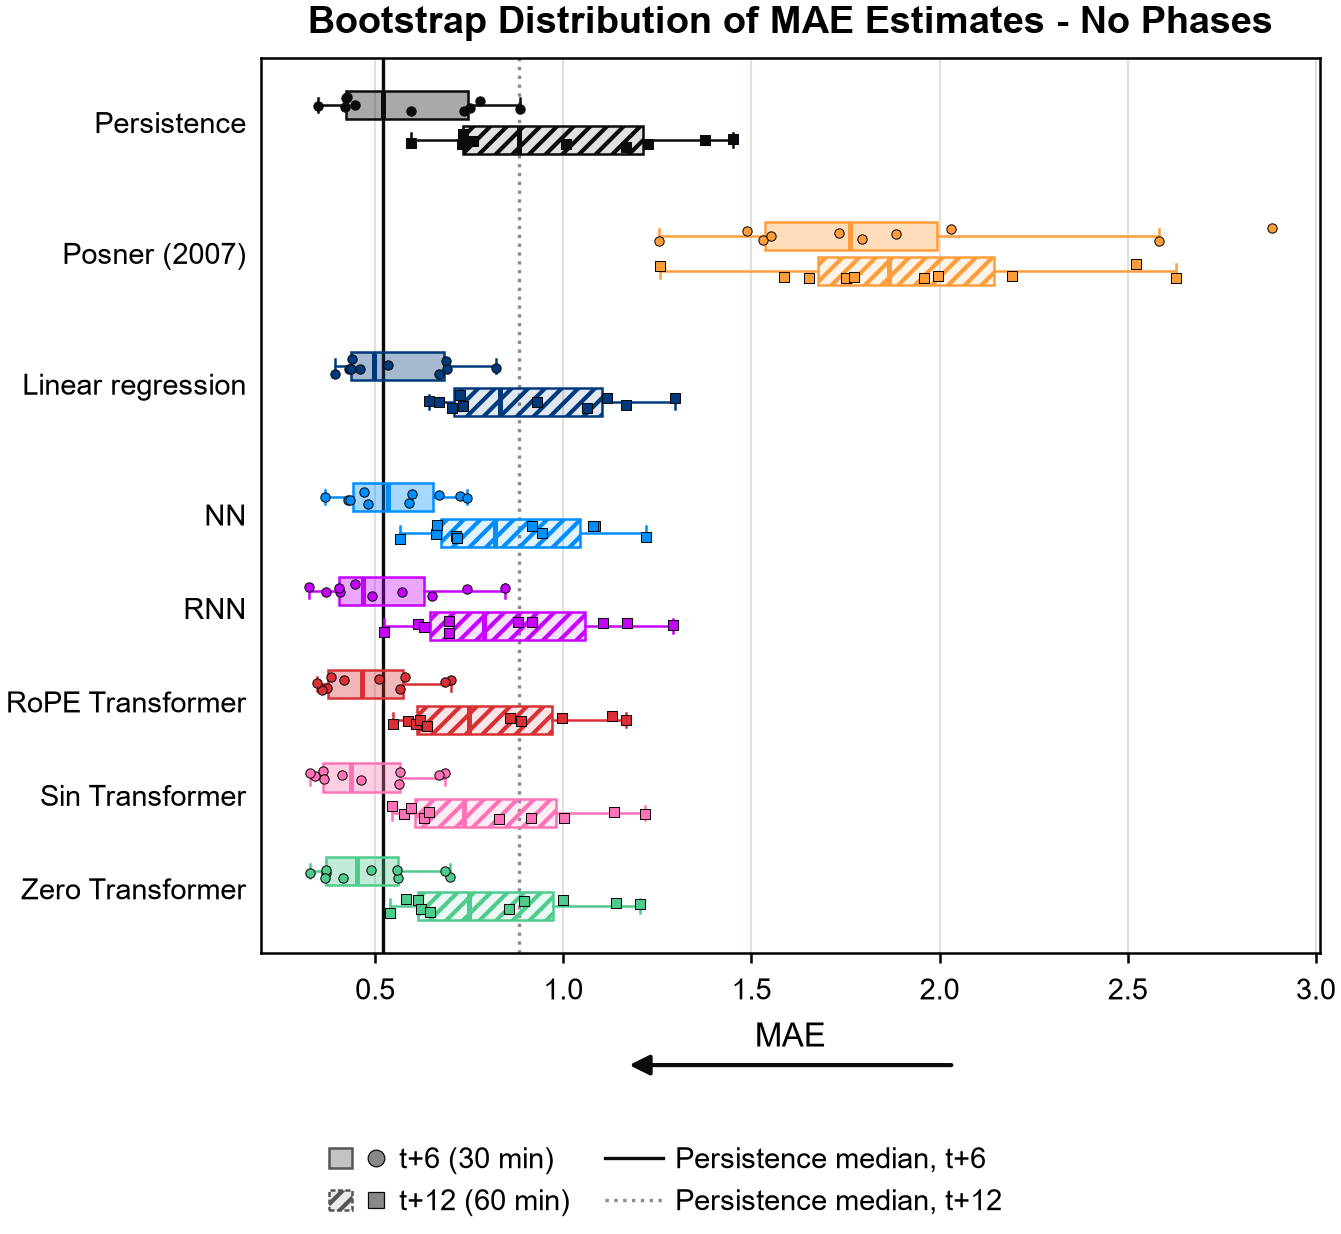 Bootstrap Distribution of MAE Estimates - No Phases
Persistence
Posner (2007)
Linear regression
NN
RNN
RoPE Transformer
Sin Transformer
Zero Transformer
0.5 1.0 1.5 2.0 2.5 3.0
MAE
t+6 (30 min) Persistence median, t+6
t+12 (60 min) Persistence median, t+12